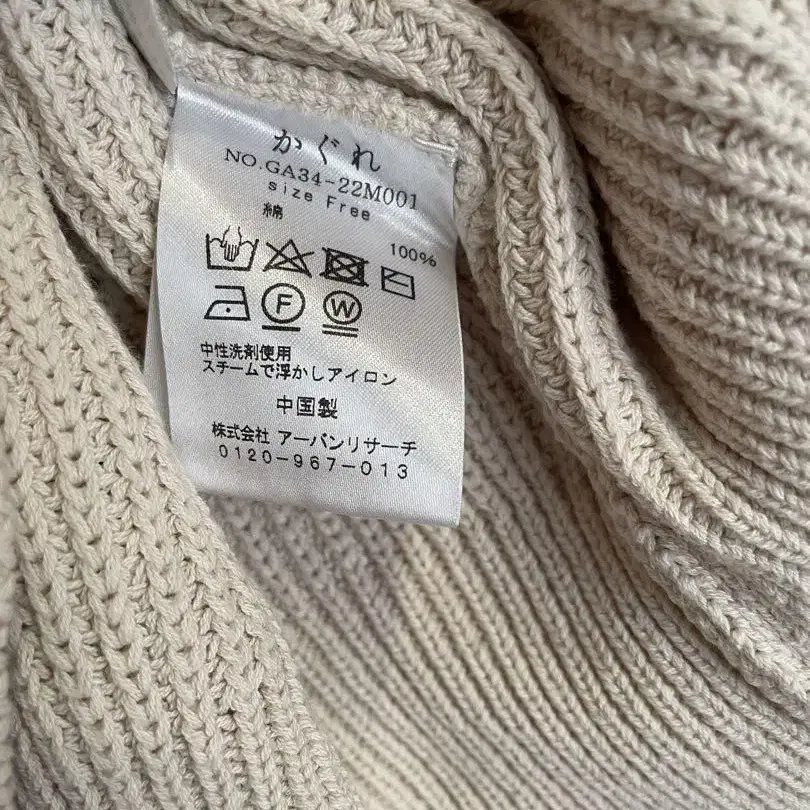 かぐれ
NO.GA34-22M001
size Free
綿 100%
F W
中性洗剤使用
スチームで浮かしアイロン
中国製
株式会社 アーバンリサーチ
0120-967-013